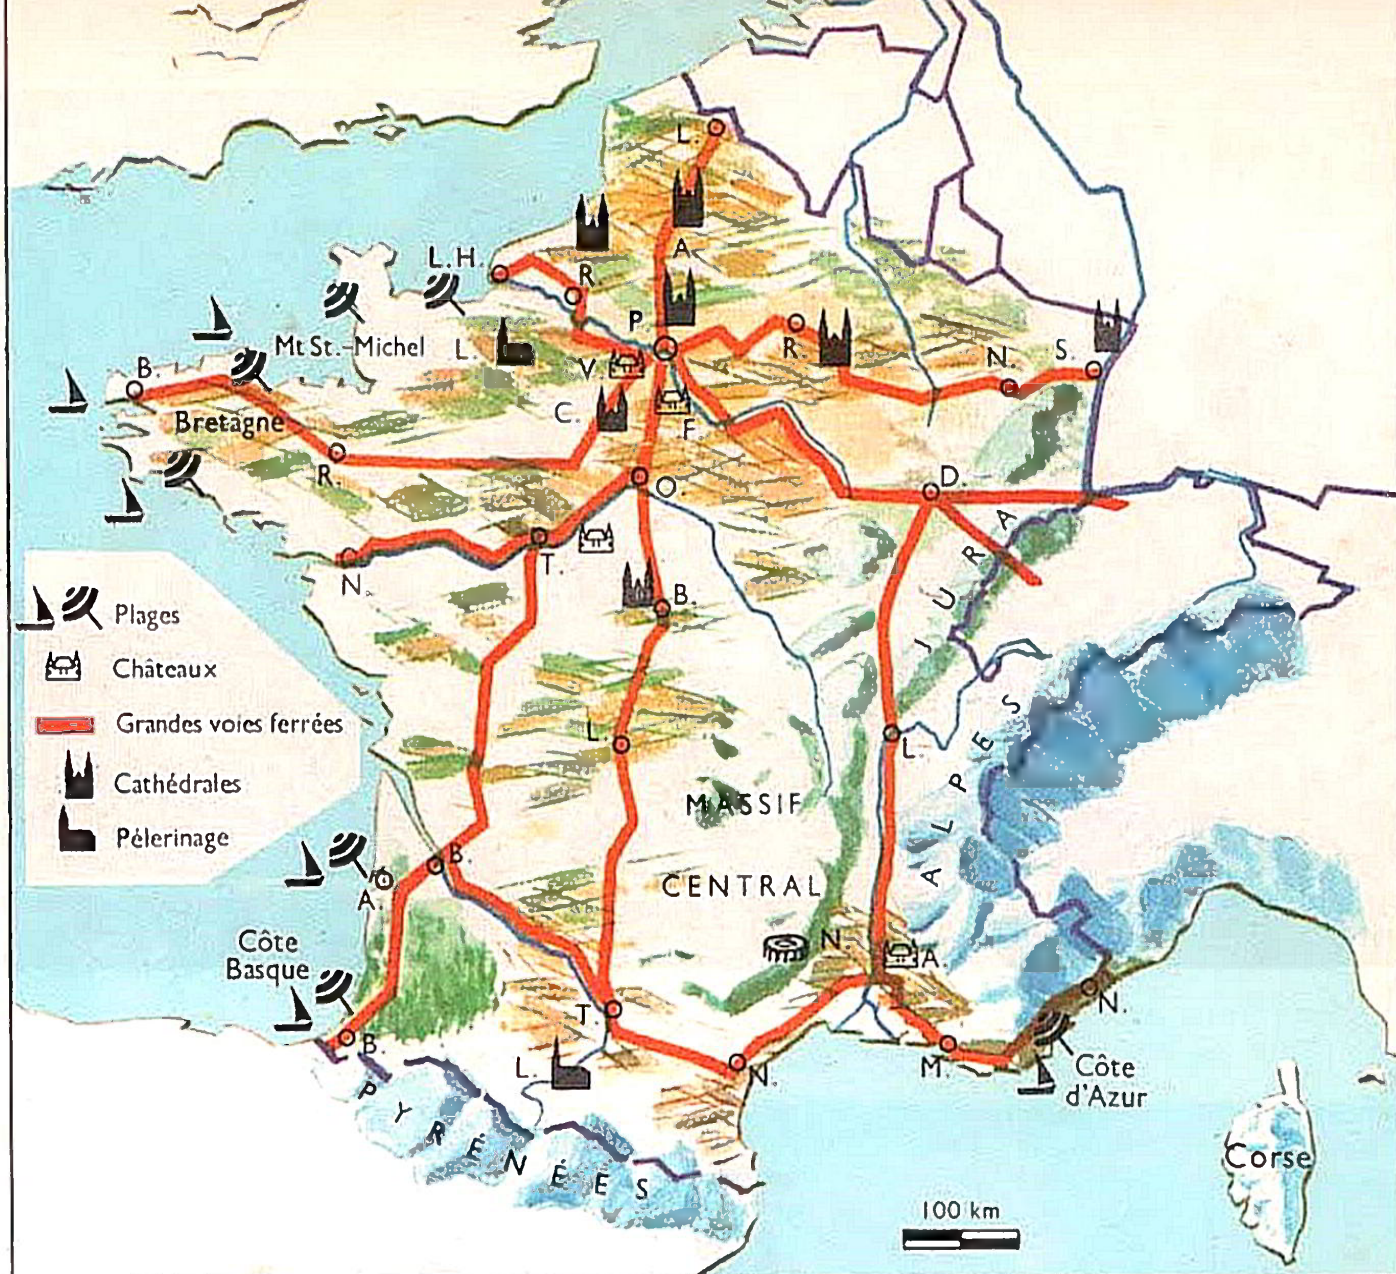 L.
A.
R
L.H.
P
Mt St.-Michel
L.
V
R.
N.
S.
B.
Bretagne
C.
F.
R.
O.
D.
N.
T.
B.
JURA
Plages
Châteaux
Grandes voies ferrées
Cathédrales
Pèlerinage
L.
L.
MASSIF
CENTRAL
ALPES
B.
A.
Côte
Basque
N.
A.
N.
T.
B.
L.
N.
M.
Côte
d'Azur
PYRÉNÉES
Corse
100 km